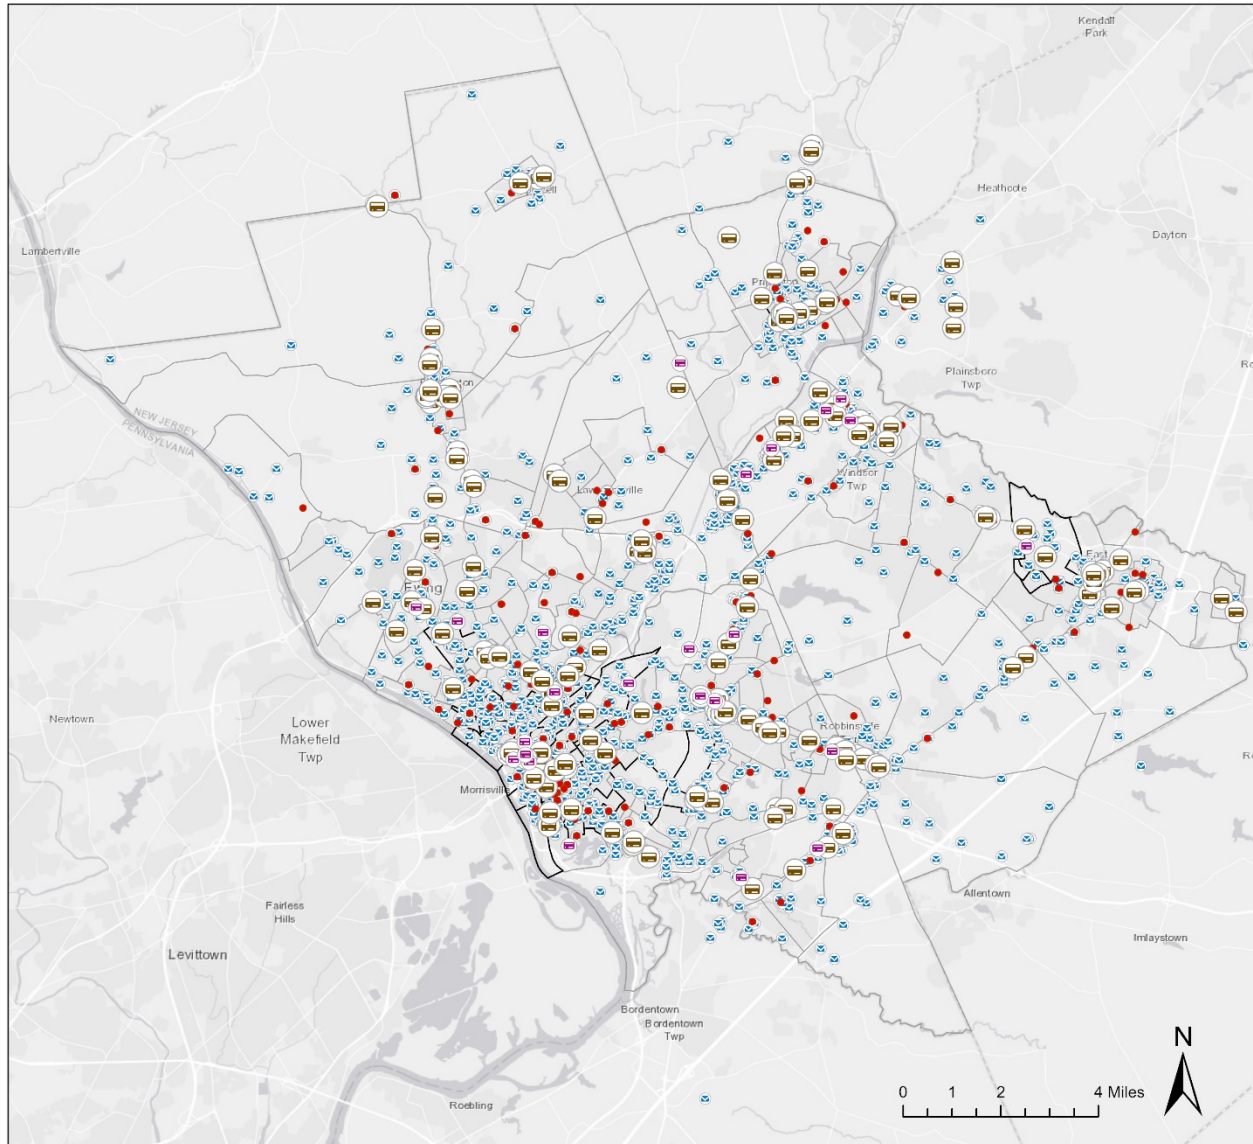 Kendall
Park
Heathcote
Dayton
Lambertville
Plainsboro
Twp
NEW JERSEY
PENNSYLVANIA
Windsor
Twp
East
Ewing
Newtown
Lower
Makefield
Twp
Morrisville
Allentown
Fairless
Hills
Imlaystown
Levittown
Bordentown
Bordentown
Twp
Roebling
N
0 1 2 4 Miles